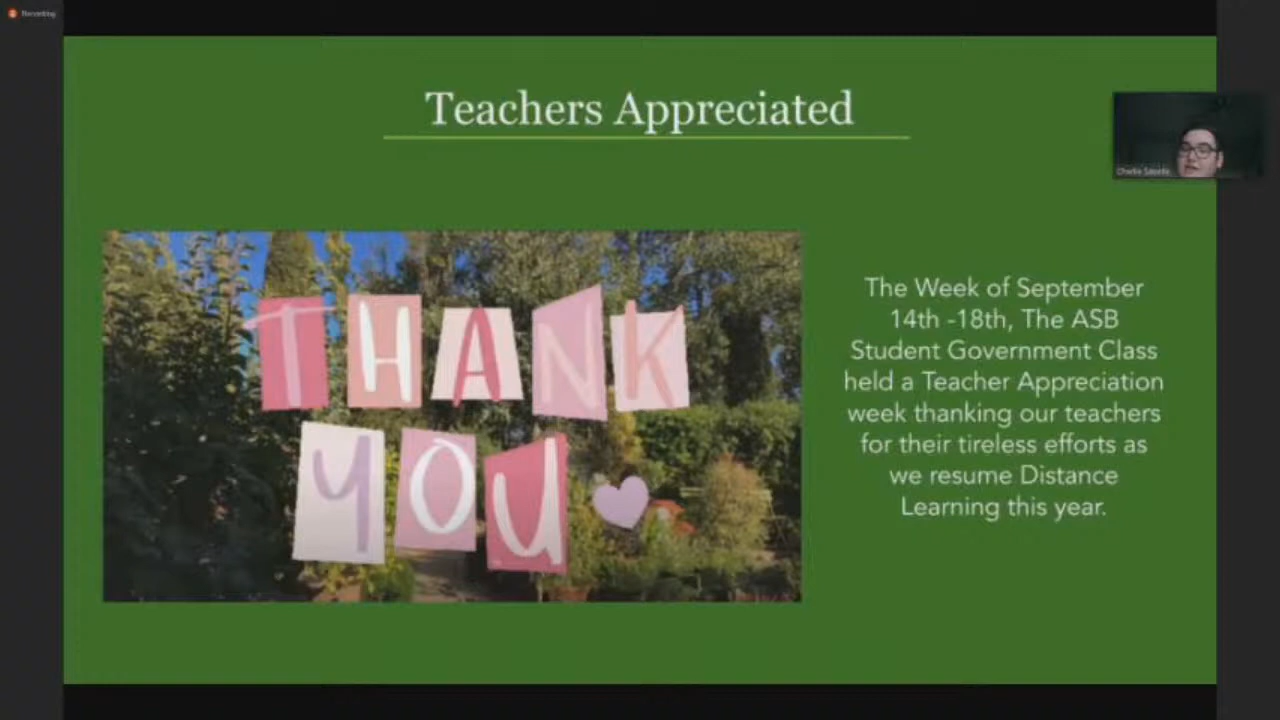 Recording
Teachers Appreciated
THANK
YOU
The Week of September
14th -18th, The ASB
Student Government Class
held a Teacher Appreciation
week thanking our teachers
for their tireless efforts as
we resume Distance
Learning this year.